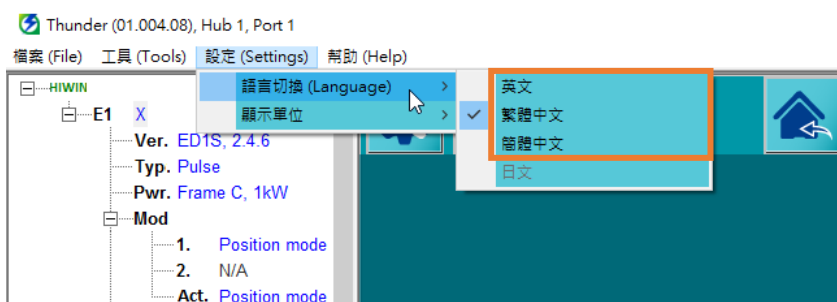 Thunder (01.004.08), Hub 1, Port 1
檔案 (File) 工具 (Tools) 設定 (Settings) 幫助 (Help)
語言切換 (Language)
顯示單位
英文
繁體中文
簡體中文
日文
HIWIN
E1 X
Ver. ED1S, 2.4.6
Typ. Pulse
Pwr. Frame C, 1kW
Mod
1. Position mode
2. N/A
Act. Position mode